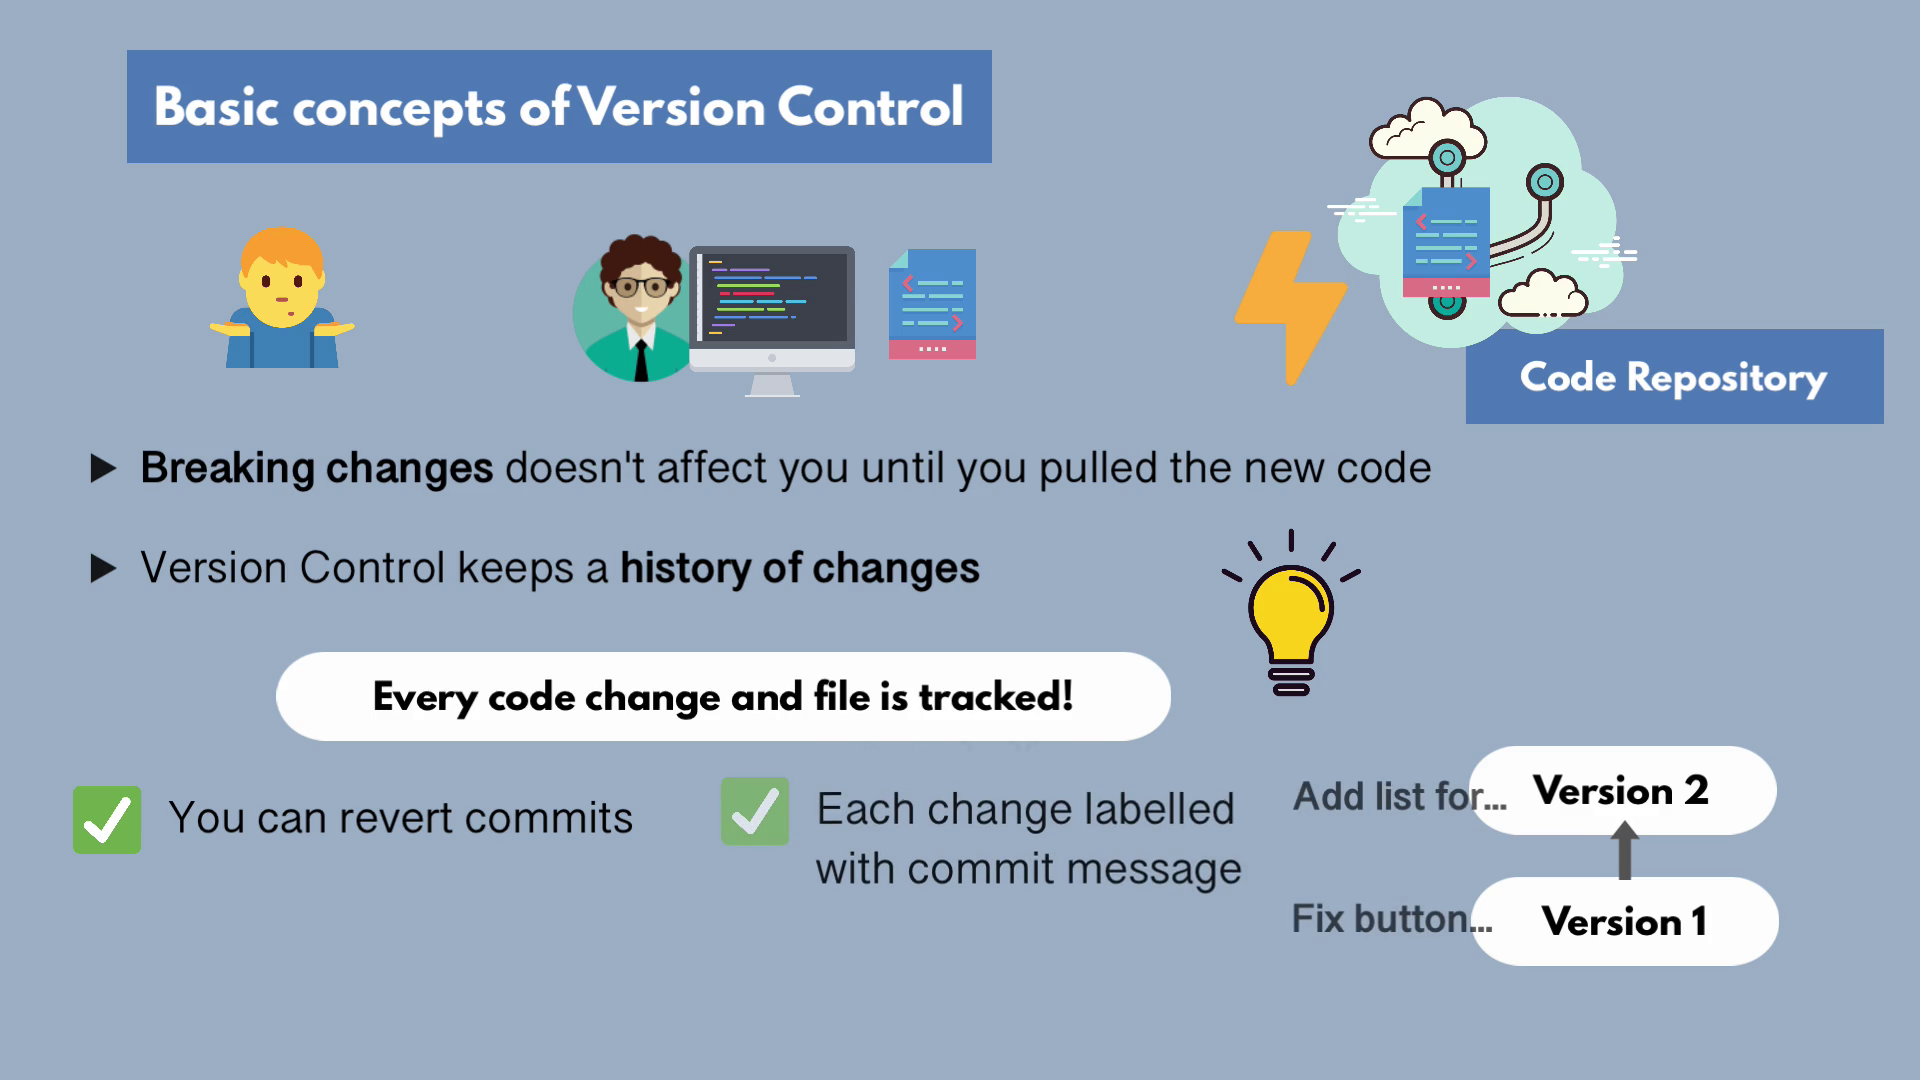 Basic concepts of Version Control
Code Repository
Breaking changes doesn't affect you until you pulled the new code
Version Control keeps a history of changes
Every code change and file is tracked!
You can revert commits
Each change labelled
with commit message
Add list for...
Version 2
Fix button...
Version 1